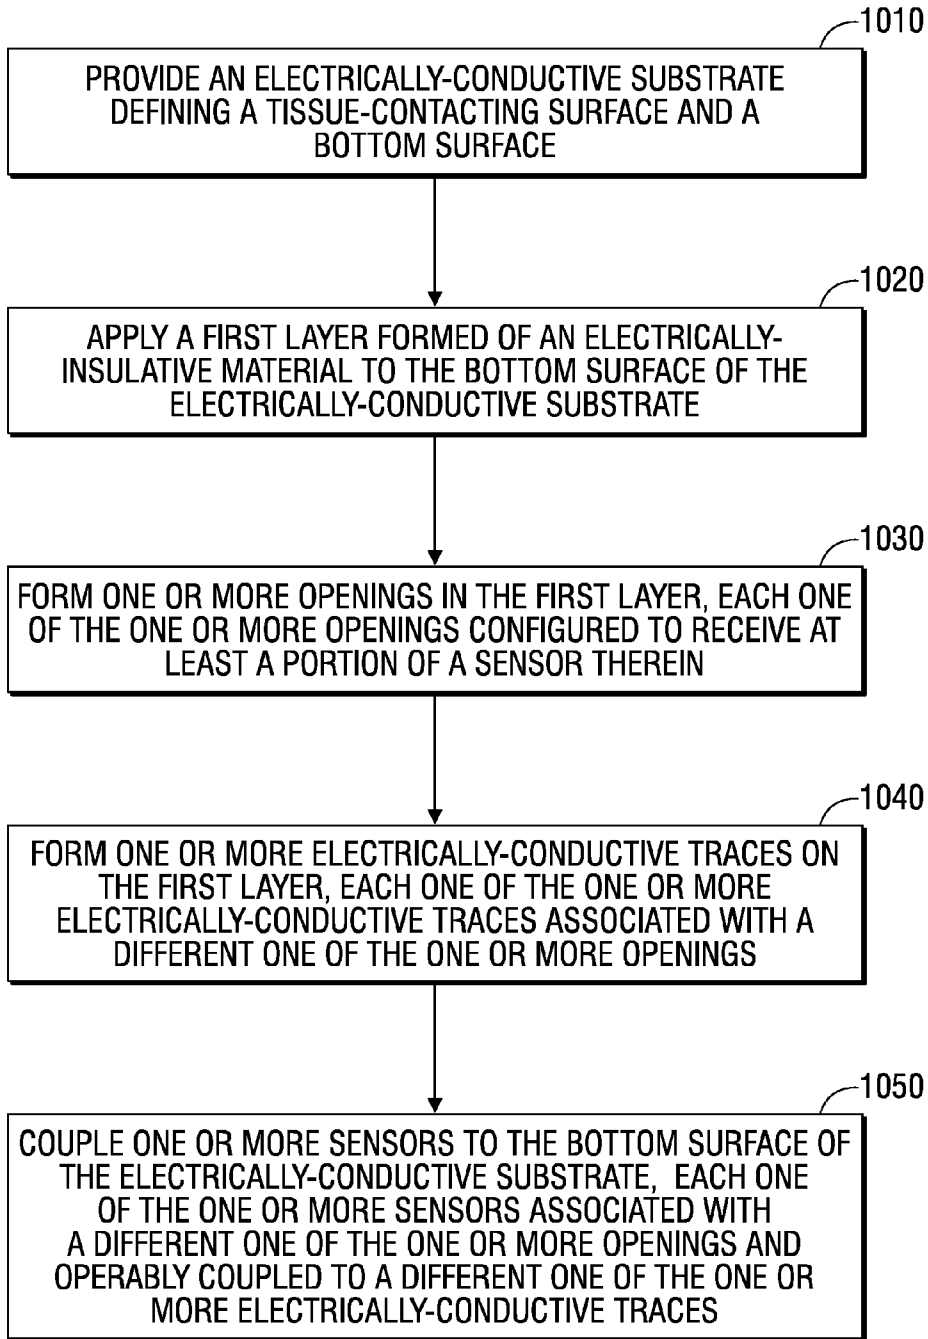 1010
PROVIDE AN ELECTRICALLY-CONDUCTIVE SUBSTRATE
DEFINING A TISSUE-CONTACTING SURFACE AND A
BOTTOM SURFACE
1020
APPLY A FIRST LAYER FORMED OF AN ELECTRICALLY-
INSULATIVE MATERIAL TO THE BOTTOM SURFACE OF THE
ELECTRICALLY-CONDUCTIVE SUBSTRATE
1030
FORM ONE OR MORE OPENINGS IN THE FIRST LAYER, EACH ONE
OF THE ONE OR MORE OPENINGS CONFIGURED TO RECEIVE AT
LEAST A PORTION OF A SENSOR THEREIN
1040
FORM ONE OR MORE ELECTRICALLY-CONDUCTIVE TRACES ON
THE FIRST LAYER, EACH ONE OF THE ONE OR MORE
ELECTRICALLY-CONDUCTIVE TRACES ASSOCIATED WITH A
DIFFERENT ONE OF THE ONE OR MORE OPENINGS
1050
COUPLE ONE OR MORE SENSORS TO THE BOTTOM SURFACE OF
THE ELECTRICALLY-CONDUCTIVE SUBSTRATE, EACH ONE
OF THE ONE OR MORE SENSORS ASSOCIATED WITH
A DIFFERENT ONE OF THE ONE OR MORE OPENINGS AND
OPERABLY COUPLED TO A DIFFERENT ONE OF THE ONE OR
MORE ELECTRICALLY-CONDUCTIVE TRACES